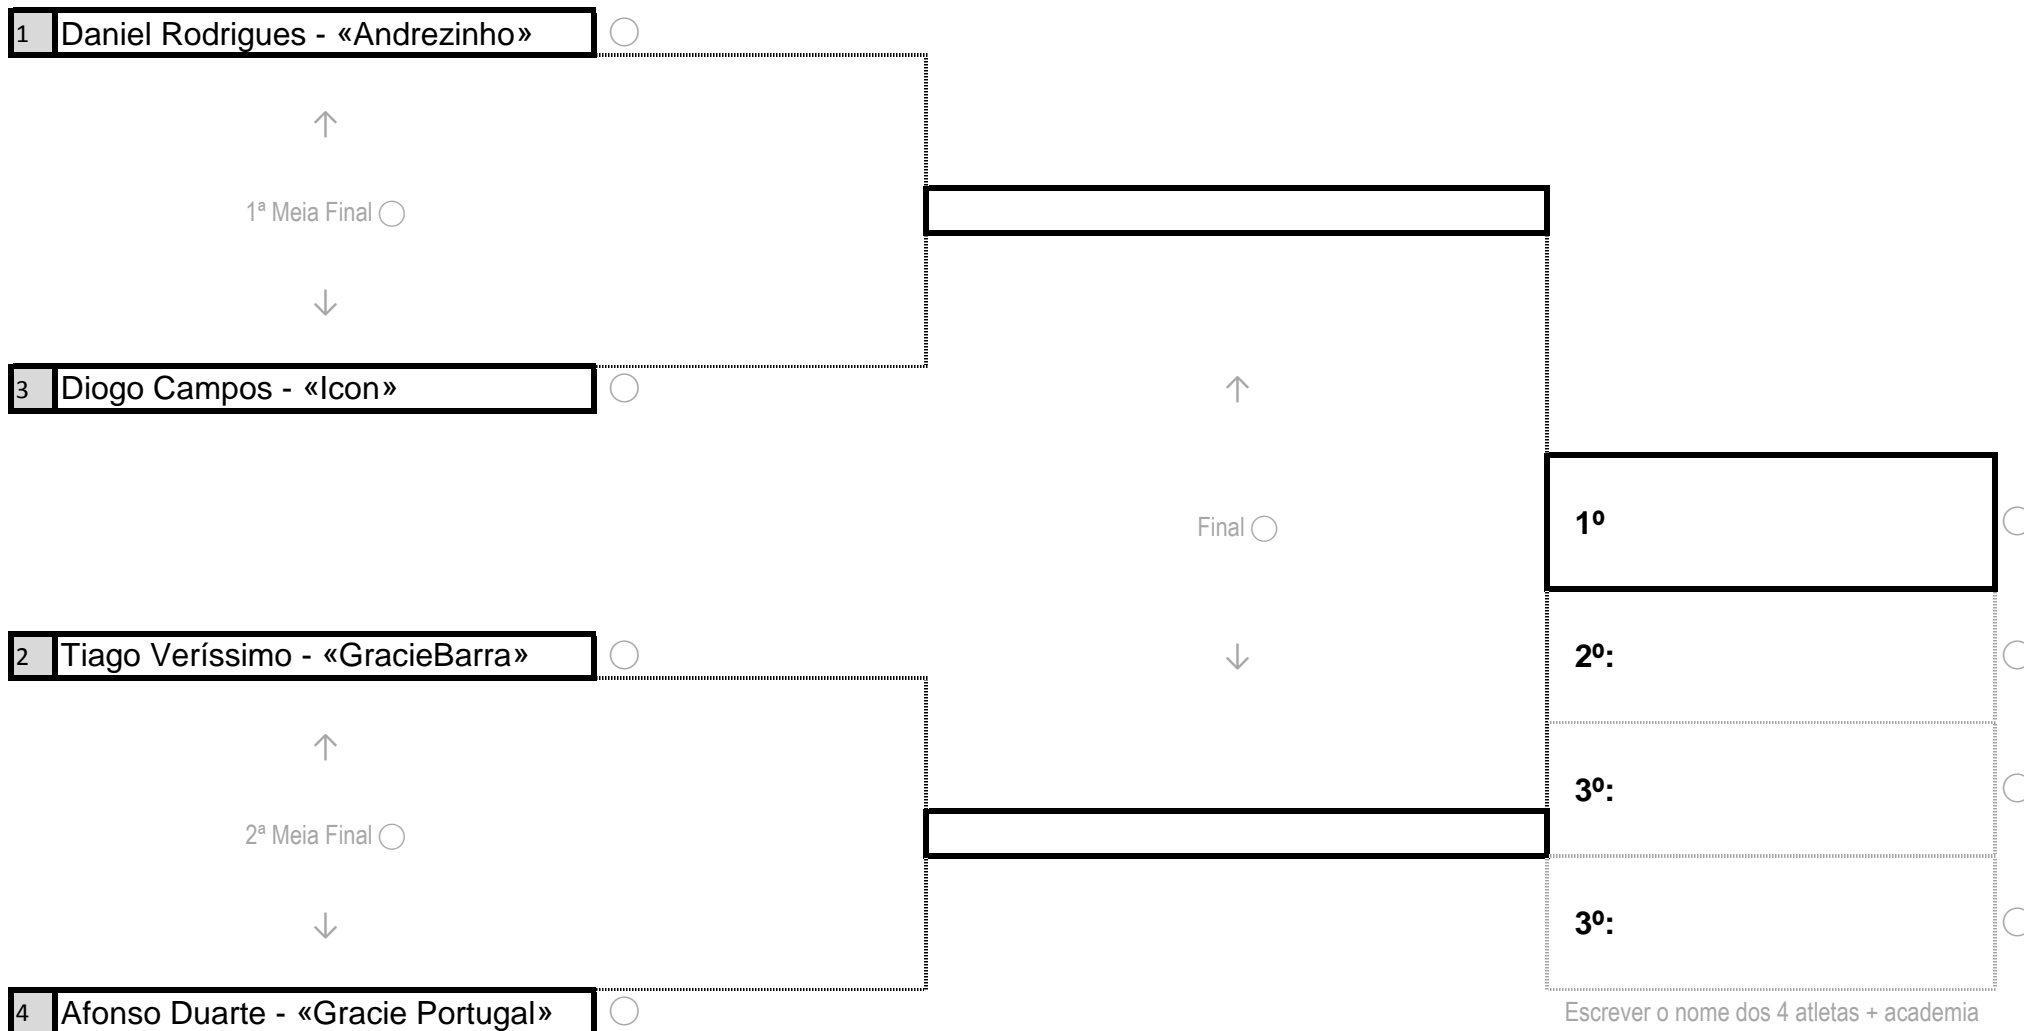 1 Daniel Rodrigues - «Andrezinho»
1ª Meia Final
3 Diogo Campos - «Icon»
Final
1º
2 Tiago Veríssimo - «GracieBarra»
2º:
3º:
2ª Meia Final
3º:
4 Afonso Duarte - «Gracie Portugal»
Escrever o nome dos 4 atletas + academia